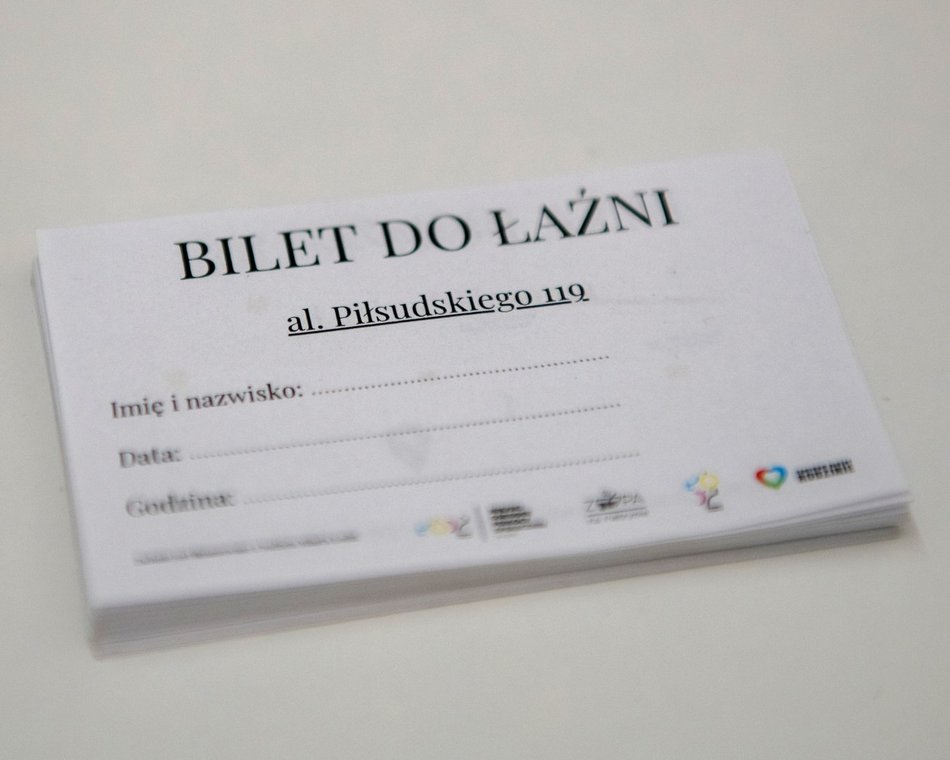 BILET DO ŁAŹNI
al. Piłsudskiego 119
Imię i nazwisko: ..................................................
Data: ..................................................
Godzina: ..................................................